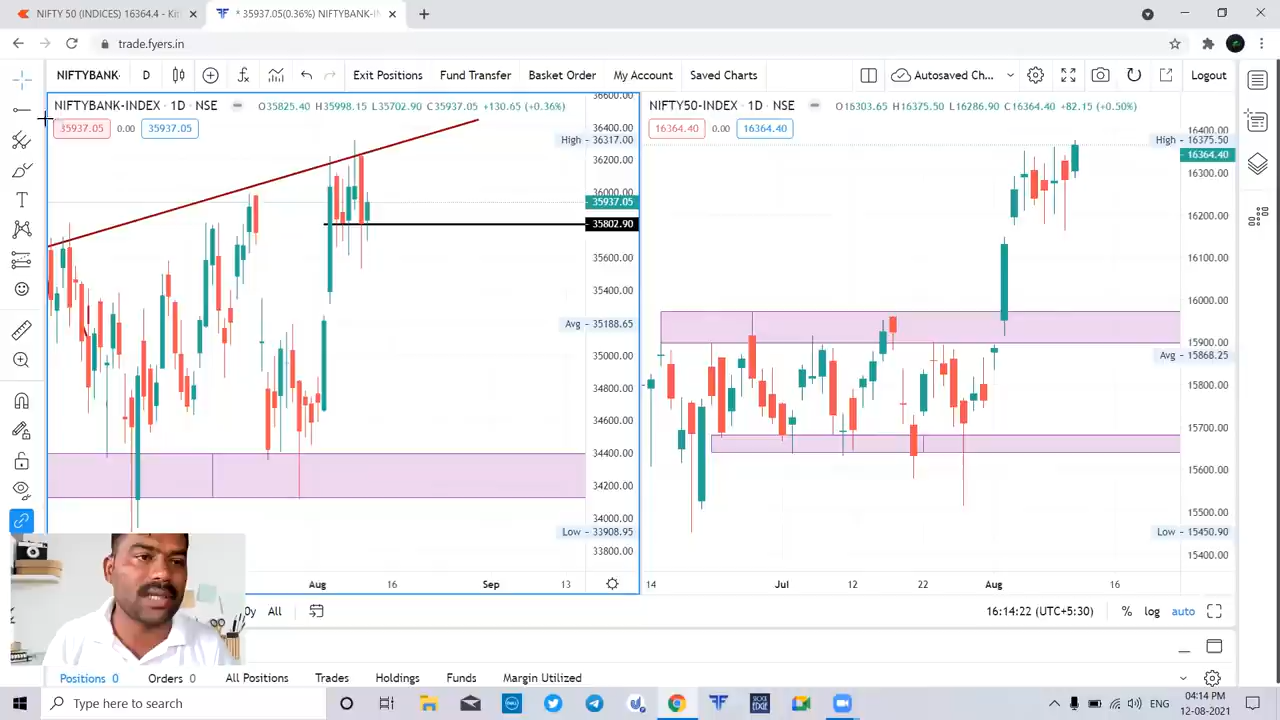 NIFTY 50 (INDICES) 16364.4 - Kit
* 35937.05(0.36%) NIFTYBANK-IN
trade.fyers.in
NIFTYBANK-
D
Exit Positions
Fund Transfer
Basket Order
My Account
Saved Charts
Autosaved Ch...
Logout
NIFTYBANK-INDEX · 1D · NSE
O35825.40 H35998.15 L35702.90 C35937.05 +130.65 (+0.36%)
35937.05
0.00
35937.05
36600.00
36400.00
High - 36317.00
36200.00
36000.00
35937.05
35802.90
35600.00
35400.00
Avg - 35188.65
35000.00
34800.00
34600.00
34400.00
34200.00
34000.00
Low - 33908.95
33800.00
Aug
16
Sep
13
NIFTY50-INDEX · 1D · NSE
O16303.65 H16375.50 L16286.90 C16364.40 +82.15 (+0.50%)
16364.40
0.00
16364.40
16400.00
High - 16375.50
16364.40
16300.00
16200.00
16100.00
16000.00
15900.00
Avg - 15868.25
15800.00
15700.00
15600.00
15500.00
Low - 15450.90
15400.00
14
Jul
12
22
Aug
16
All
16:14:22 (UTC+5:30)
%
log
auto
Positions 0
Orders 0
All Positions
Trades
Holdings
Funds
Margin Utilized
Type here to search
ENG
04:14 PM
12-08-2021